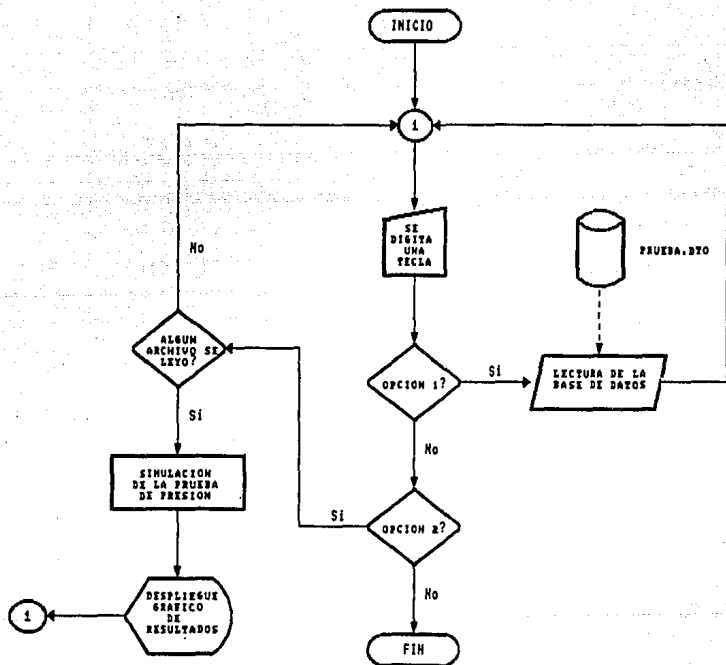 INICIO
1
No
SE
DIGITA
UNA
TECLA
PRUEBA.DTO
ALGUN
ARCHIVO SE
LEYO?
OPCION 1?
Si
LECTURA DE LA
BASE DE DATOS
Si
No
SIMULACION
DE LA PRUEBA
DE PRESION
Si
OPCION 2?
DESPLIEGUE
GRAFICO
DE
RESULTADOS
1
No
FIN